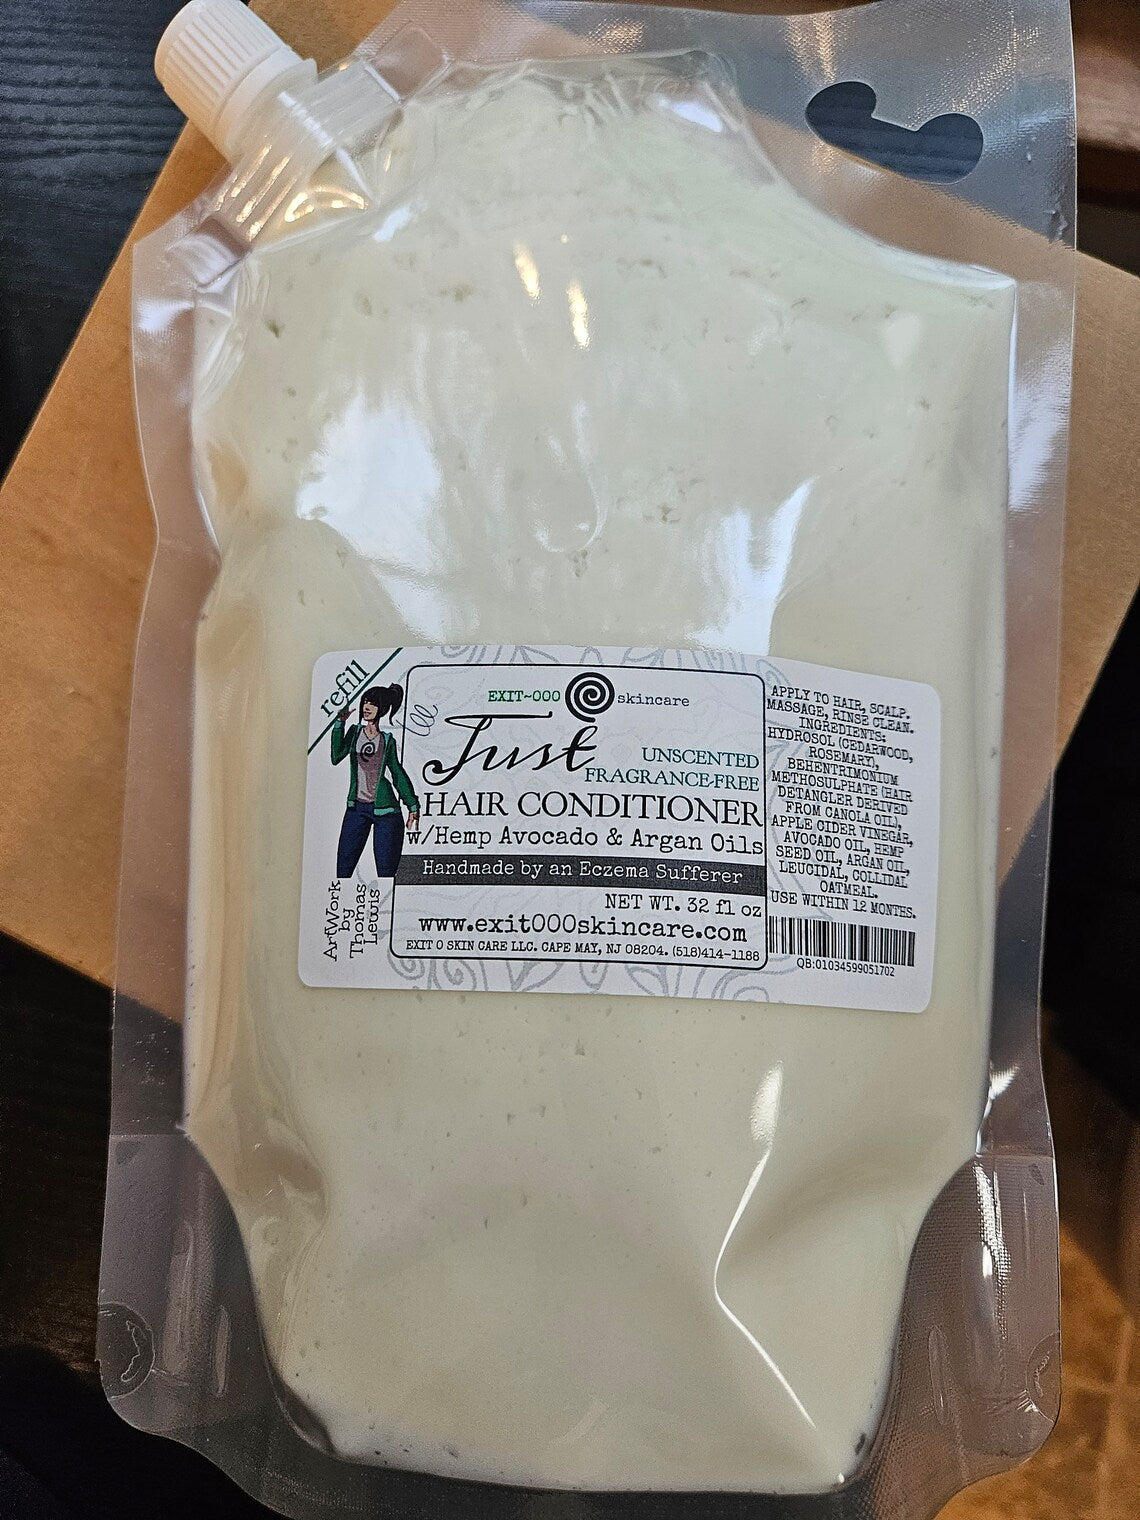 refill
EXIT~000 skincare
Just
UNSCENTED
FRAGRANCE-FREE
HAIR CONDITIONER
w/Hemp Avocado & Argan Oils
Handmade by an Eczema Sufferer
NET WT. 32 fl oz
www.exit000skincare.com
EXIT 0 SKIN CARE LLC. CAPE MAY, NJ 08204. (518)414-1188
ArtWork
by
Thomas
Lewis
APPLY TO HAIR, SCALP.
MASSAGE, RINSE CLEAN.
INGREDIENTS:
HYDROSOL (CEDARWOOD,
ROSEMARY),
BEHENTRIMONIUM
METHOSULPHATE (HAIR
DETANGLER DERIVED
FROM CANOLA OIL),
APPLE CIDER VINEGAR,
AVOCADO OIL, HEMP
SEED OIL, ARGAN OIL,
LEUCIDAL, COLLIDAL
OATMEAL.
USE WITHIN 12 MONTHS.
QB:01034599051702